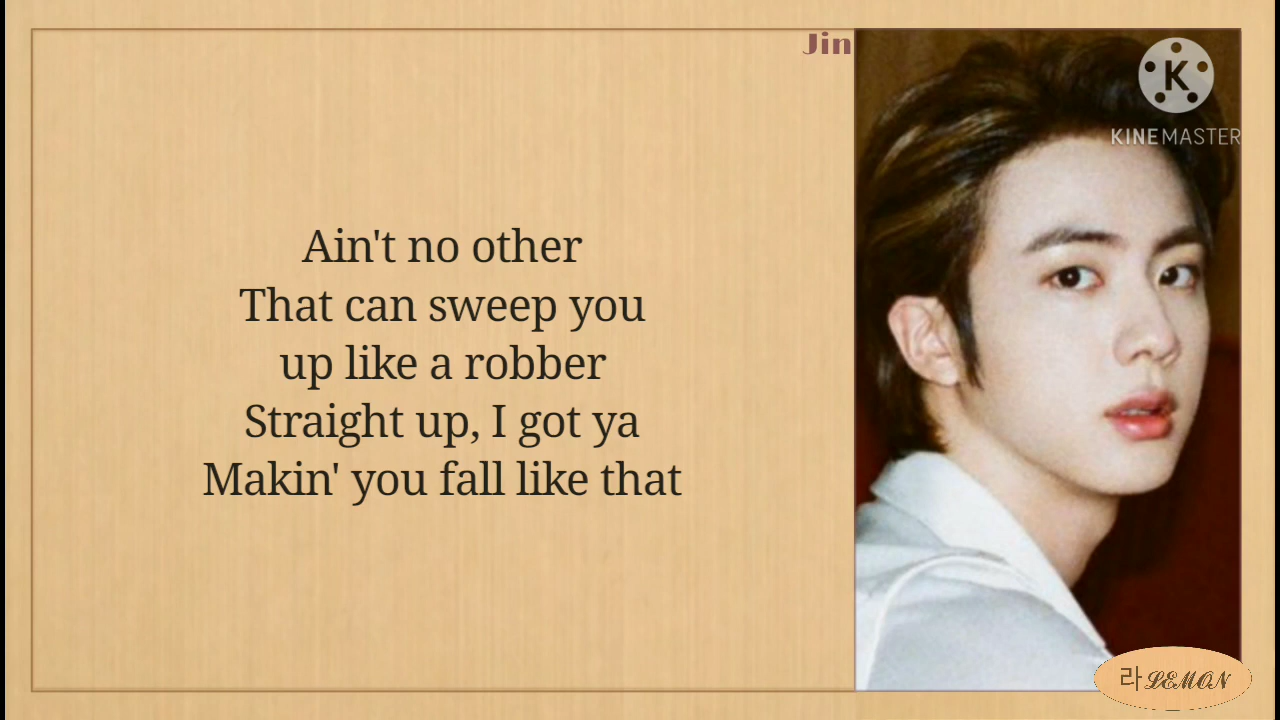 Jin
K
KINEMASTER
Ain't no other
That can sweep you
up like a robber
Straight up, I got ya
Makin' you fall like that
라 LEMON